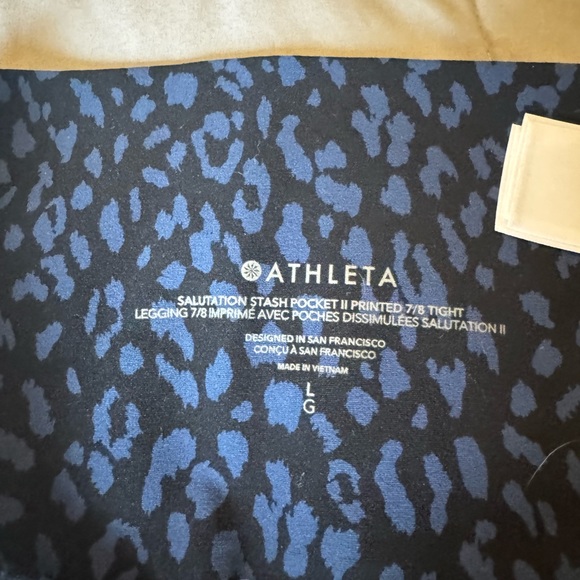 ATHLETA
SALUTATION STASH POCKET II PRINTED 7/8 TIGHT
LEGGING 7/8 IMPRIMÉ AVEC POCHES DISSIMULÉES SALUTATION II
DESIGNED IN SAN FRANCISCO
CONÇU À SAN FRANCISCO
MADE IN VIETNAM
L
G